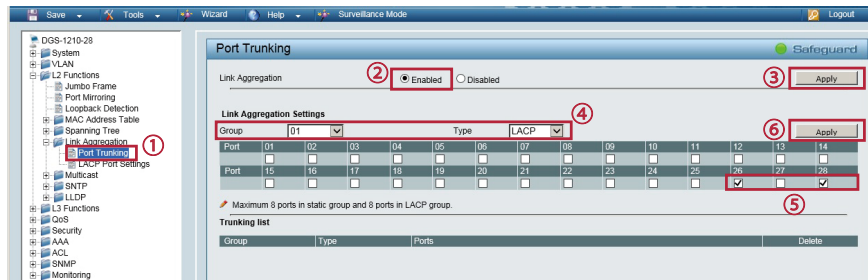 Save Tools Wizard Help Surveillance Mode Logout
DGS-1210-28
System
VLAN
L2 Functions
Jumbo Frame
Port Mirroring
Loopback Detection
MAC Address Table
Spanning Tree
Link Aggregation
Port Trunking ①
LACP Port Settings
Multicast
SNTP
LLDP
L3 Functions
QoS
Security
AAA
ACL
SNMP
Monitoring
Port Trunking Safeguard
Link Aggregation ② Enabled Disabled ③ Apply
Link Aggregation Settings ④
Group 01 Type LACP ⑥ Apply
Port 01 02 03 04 05 06 07 08 09 10 11 12 13 14
Port 15 16 17 18 19 20 21 22 23 24 25 26 27 28
⑤
Maximum 8 ports in static group and 8 ports in LACP group.
Trunking list
Group Type Ports Delete